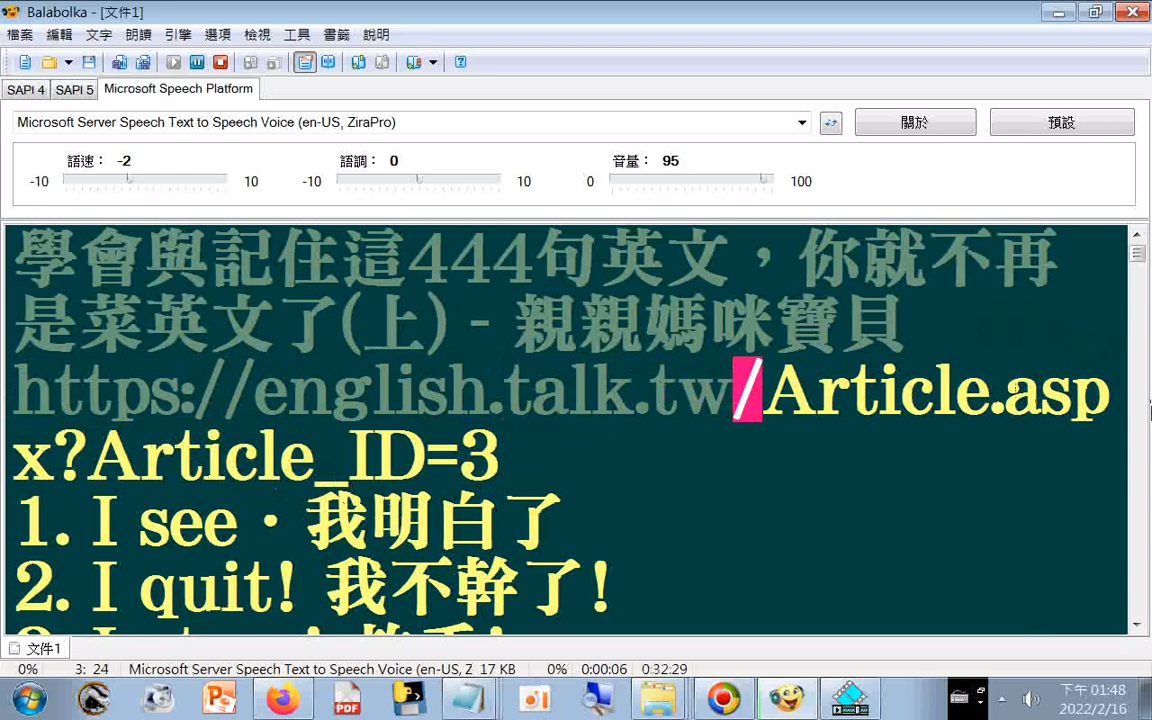 Balabolka - [文件1]
檔案 編輯 文字 朗讀 引擎 選項 檢視 工具 書籤 說明
SAPI 4 SAPI 5 Microsoft Speech Platform
Microsoft Server Speech Text to Speech Voice (en-US, ZiraPro) 關於 預設
語速： -2 語調： 0 音量： 95
-10 10 -10 10 0 100
學會與記住這444句英文，你就不再
是菜英文了(上) - 親親媽咪寶貝
https://english.talk.tw/Article.asp
x?Article_ID=3
1. I see．我明白了
2. I quit! 我不幹了!
文件1
0% 3: 24 Microsoft Server Speech Text to Speech Voice (en-US, Z 17 KB 0% 0:00:06 0:32:29
PDF
下午 01:48
2022/2/16